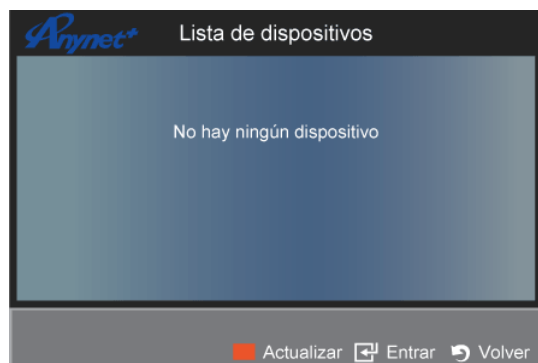 Anynet+ Lista de dispositivos
No hay ningún dispositivo
Actualizar Entrar Volver